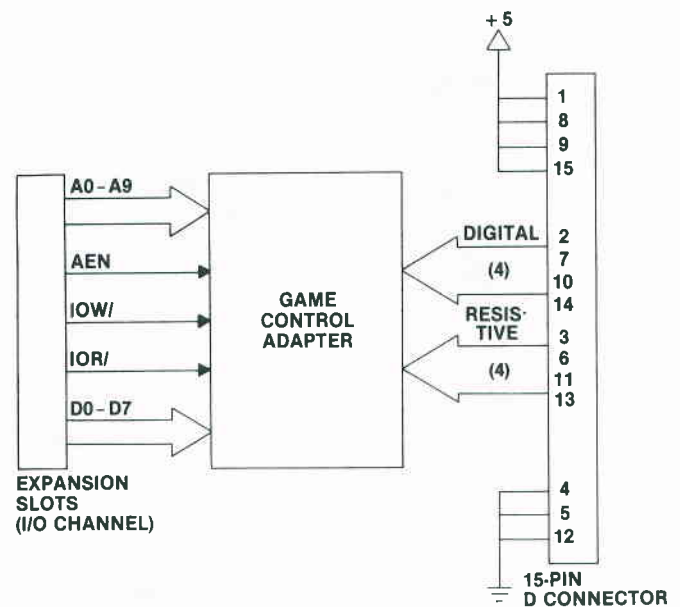 +5
1
8
9
15
A0-A9
AEN
IOW/
IOR/
D0-D7
EXPANSION
SLOTS
(I/O CHANNEL)
GAME
CONTROL
ADAPTER
DIGITAL
(4)
RESIS-
TIVE
(4)
2
7
10
14
3
6
11
13
4
5
12
15-PIN
D CONNECTOR